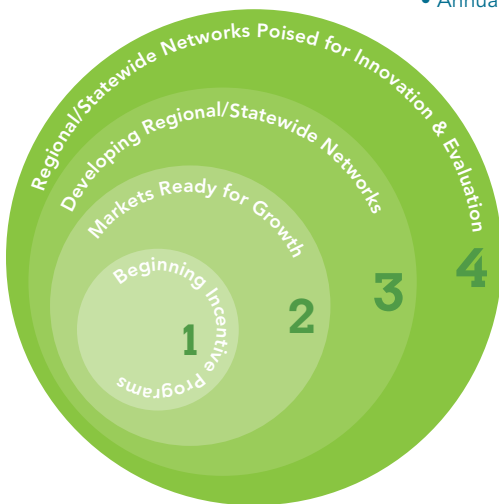 • Annua
Regional/Statewide Networks Poised for Innovation & Evaluation
4
Developing Regional/Statewide Networks
3
Markets Ready for Growth
2
Beginning Incentive Programs
1